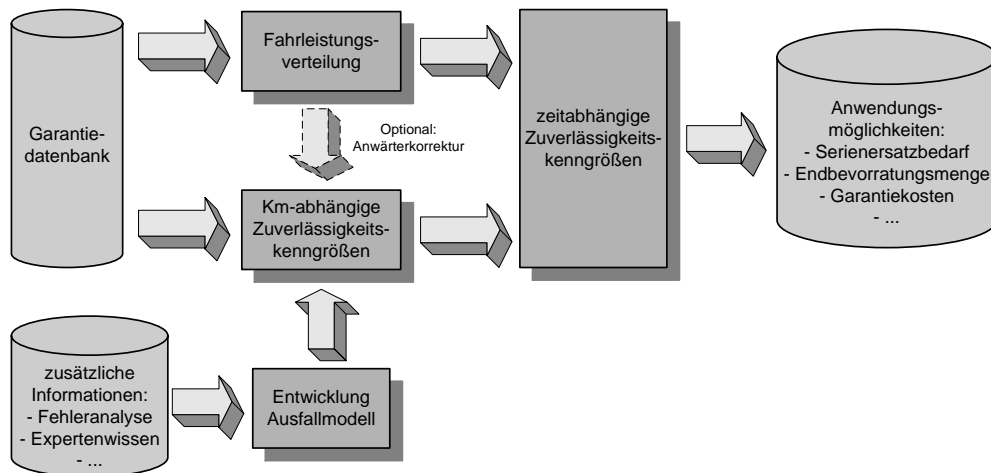 Garantie-
datenbank
Fahrleistungs-
verteilung
Optional:
Anwärterkorrektur
Km-abhängige
Zuverlässigkeits-
kenngrößen
zeitabhängige
Zuverlässigkeits-
kenngrößen
Anwendungs-
möglichkeiten:
- Serienersatzbedarf
- Endbevorratungsmenge
- Garantiekosten
- ...
zusätzliche
Informationen:
- Fehleranalyse
- Expertenwissen
- ...
Entwicklung
Ausfallmodell